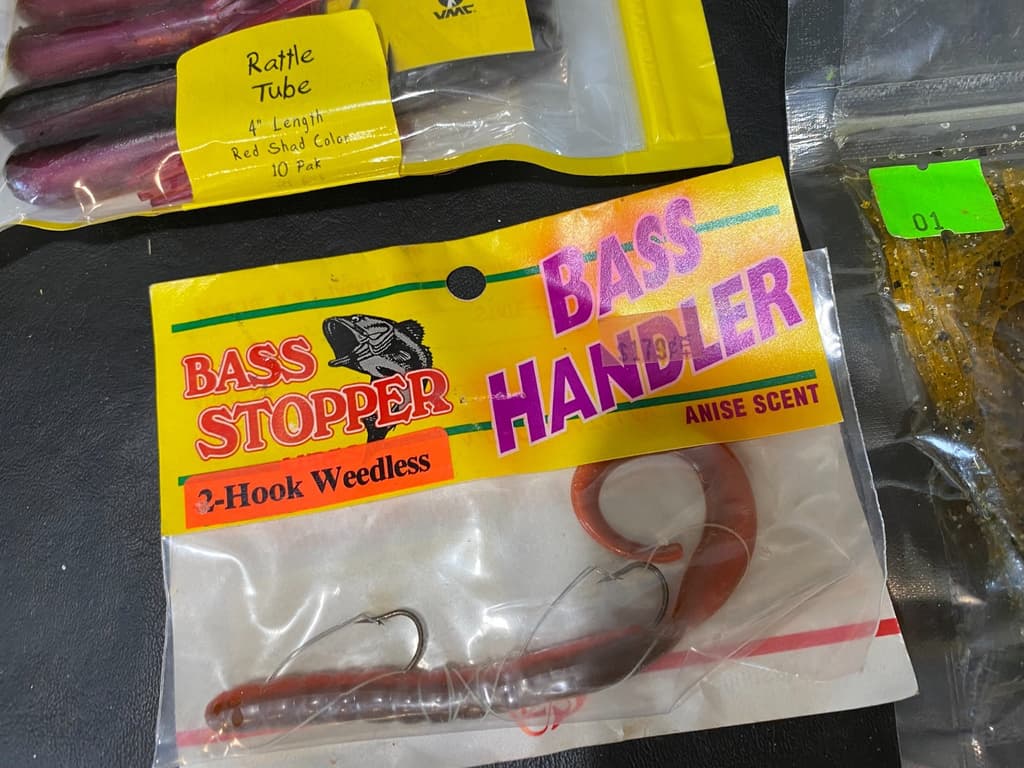 VMC
Rattle
Tube
4" Length
Red Shad Color
10 Pak
01
BASS
STOPPER
2-Hook Weedless
BASS
HANDLER
ANISE SCENT